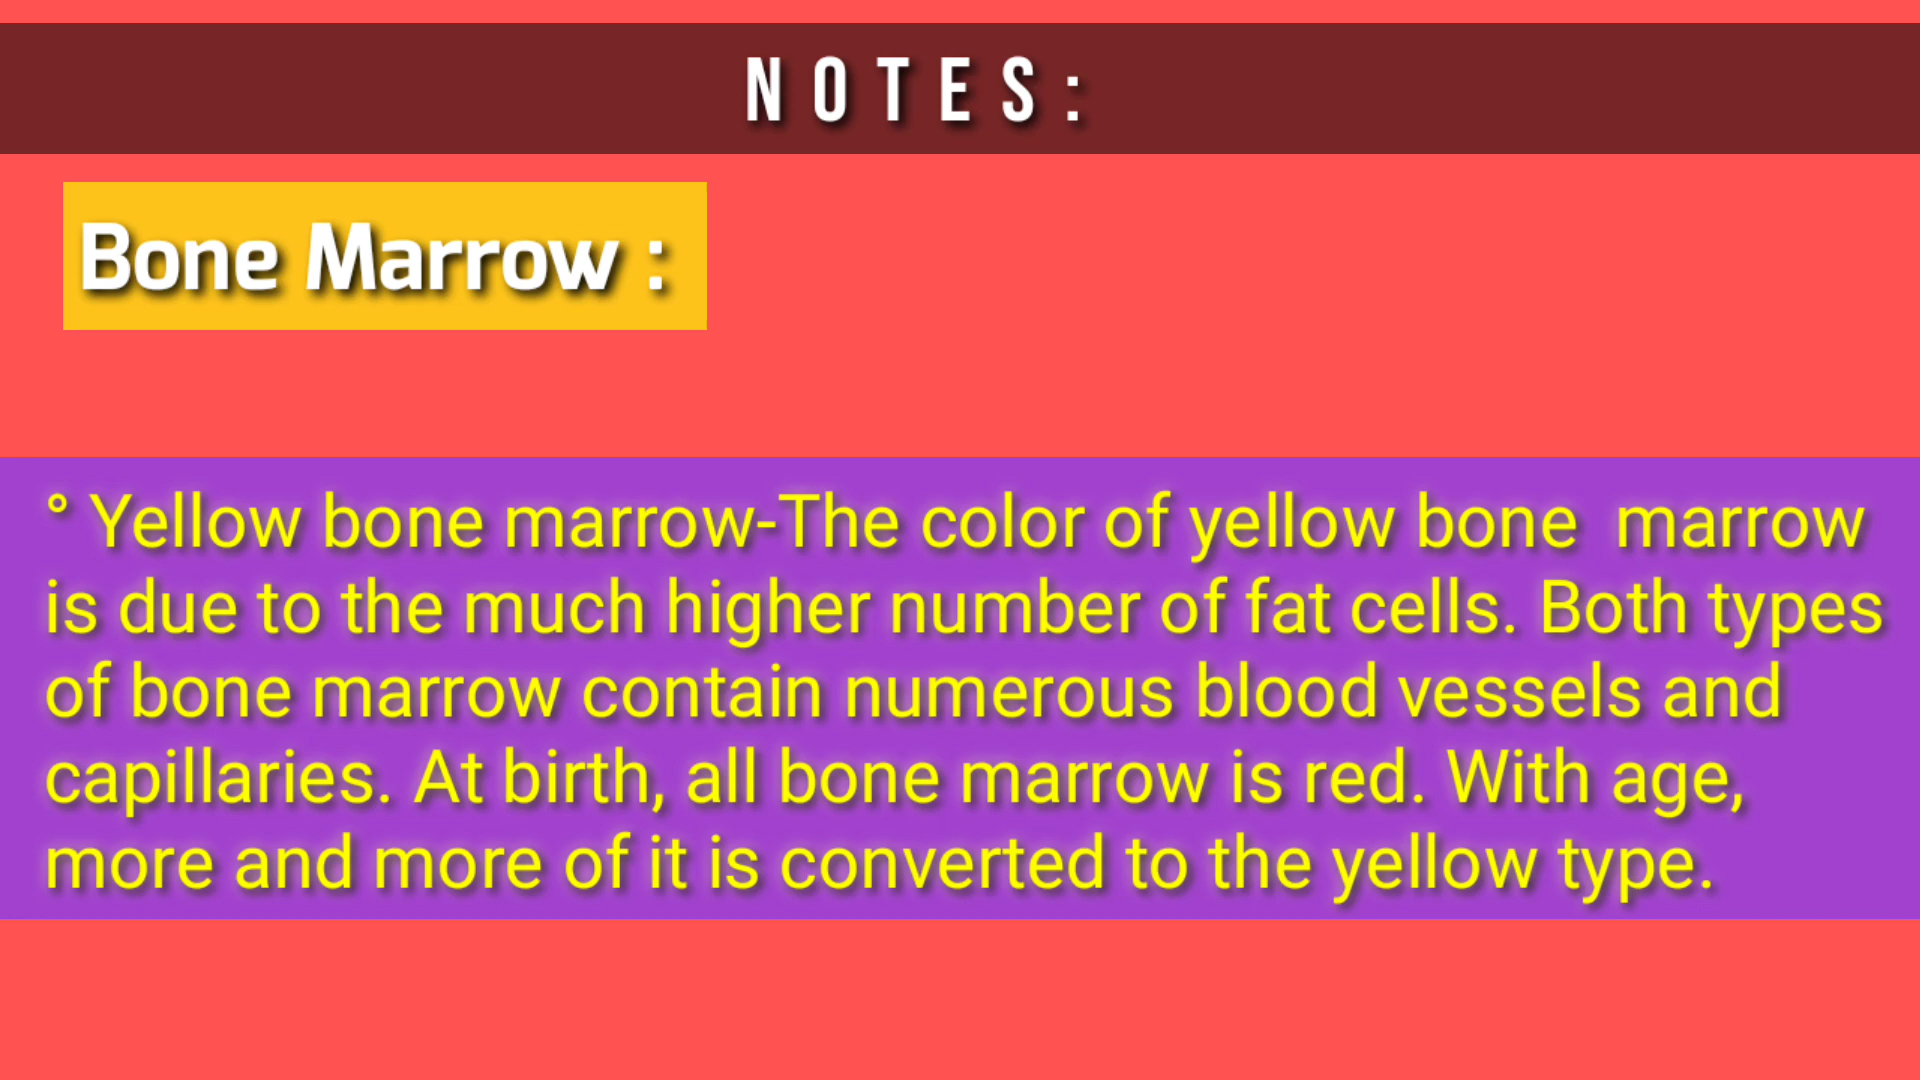 NOTES:
Bone Marrow :
° Yellow bone marrow-The color of yellow bone  marrow
is due to the much higher number of fat cells. Both types
of bone marrow contain numerous blood vessels and
capillaries. At birth, all bone marrow is red. With age,
more and more of it is converted to the yellow type.